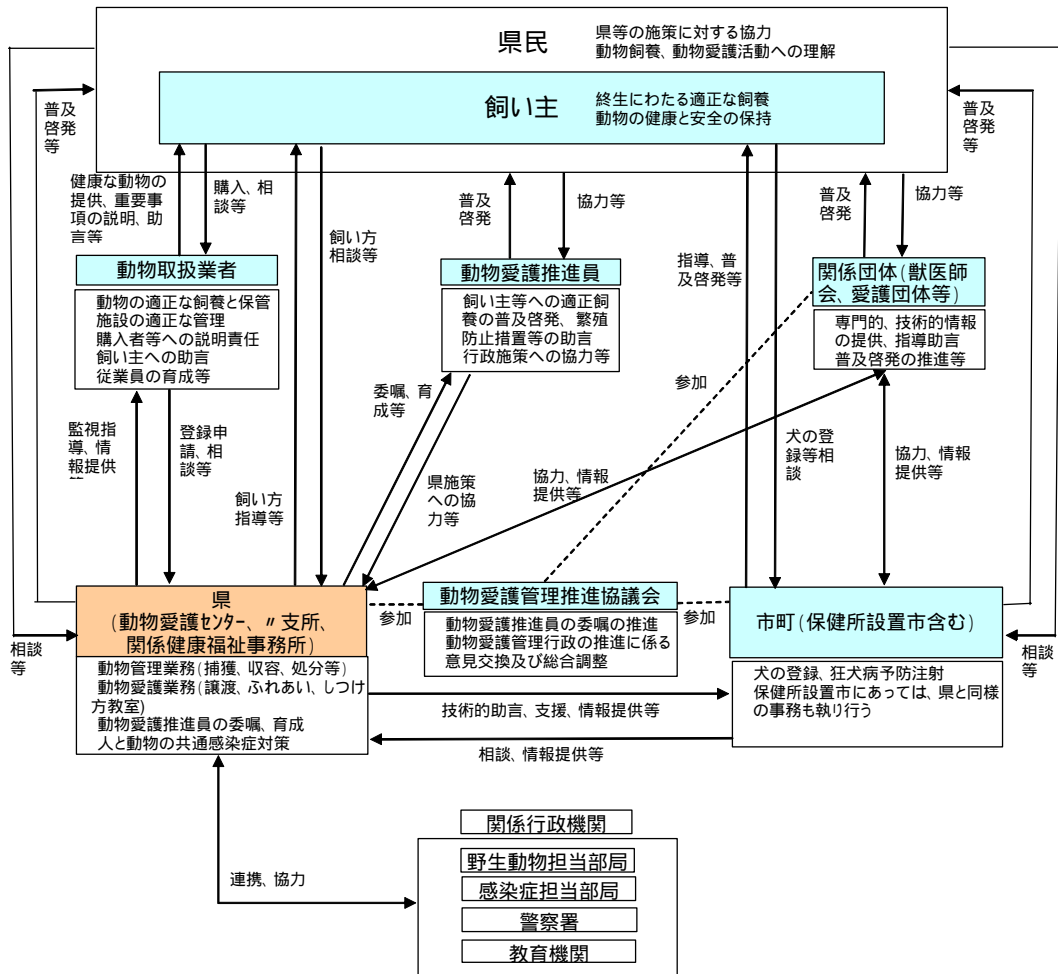 県民
県等の施策に対する協力
動物飼養、動物愛護活動への理解
飼い主
終生にわたる適正な飼養
動物の健康と安全の保持
普及
啓発
等
普及
啓発
等
健康な動物の
提供、重要事
項の説明、助
言等
購入、相
談等
飼い方
相談等
普及
啓発
協力等
指導、普
及啓発等
普及
啓発
協力等
動物取扱業者
動物の適正な飼養と保管
施設の適正な管理
購入者等への説明責任
飼い主への助言
従業員の育成等
動物愛護推進員
飼い主等への適正飼
養の普及啓発、繁殖
防止措置等の助言
行政施策への協力等
関係団体(獣医師
会、愛護団体等)
専門的、技術的情報
の提供、指導助言
普及啓発の推進等
監視指
導、情
報提供
登録申
請、相
談等
飼い方
指導等
委嘱、育
成等
県施策
への協
力等
参加
協力、情報
提供等
犬の登
録等相
談
協力、情報
提供等
県
(動物愛護センター、〃支所、
関係健康福祉事務所)
動物管理業務(捕獲、収容、処分等)
動物愛護業務(譲渡、ふれあい、しつけ
方教室)
動物愛護推進員の委嘱、育成
人と動物の共通感染症対策
参加
動物愛護管理推進協議会
動物愛護推進員の委嘱の推進
動物愛護管理行政の推進に係る
意見交換及び総合調整
参加
市町(保健所設置市含む)
犬の登録、狂犬病予防注射
保健所設置市にあっては、県と同様
の事務も執り行う
相談
等
相談
等
技術的助言、支援、情報提供等
相談、情報提供等
連携、協力
関係行政機関
野生動物担当部局
感染症担当部局
警察署
教育機関